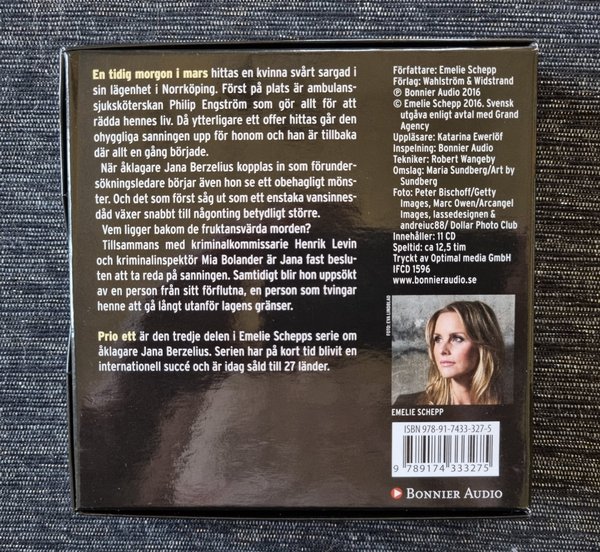 En tidig morgon i mars hittas en kvinna svårt sargad i
sin lägenhet i Norrköping. Först på plats är ambulans-
sjuksköterskan Philip Engström som gör allt för att
rädda hennes liv. Då ytterligare ett offer hittas går den
ohyggliga sanningen upp för honom och han är tillbaka
där allt en gång började.
När åklagare Jana Berzelius kopplas in som förunder-
sökningsledare börjar även hon se ett obehagligt möns-
ter. Och det som först såg ut som ett enstaka vansinnes-
dåd växer snabbt till någonting betydligt större.
Vem ligger bakom de fruktansvärda morden?
Tillsammans med kriminalkommissarie Henrik Levin
och kriminalinspektör Mia Bolander är Jana fast beslu-
ten att ta reda på sanningen. Samtidigt blir hon uppsökt
av en person från sitt förflutna, en person som tvingar
henne att gå långt utanför lagens gränser.
Prio ett är den tredje delen i Emelie Schepps serie om
åklagare Jana Berzelius. Serien har på kort tid blivit en
internationell succé och är idag såld till 27 länder.
Författare: Emelie Schepp
Förlag: Wahlström & Widstrand
℗ Bonnier Audio 2016
© Emelie Schepp 2016. Svensk
utgåva enligt avtal med Grand
Agency
Uppläsare: Katarina Ewerlöf
Inspelning: Bonnier Audio
Tekniker: Robert Wangeby
Omslag: Maria Sundberg/Art by
Sundberg
Foto: Peter Bischoff/Getty
Images, Marc Owen/Arcangel
Images, lassedesignen &
andreiuc88/ Dollar Photo Club
Innehåller: 11 CD
Speltid: ca 12,5 tim
Tryckt av Optimal media GmbH
IFCD 1596
www.bonnieraudio.se
FOTO: EVA LINDBLAD
EMELIE SCHEPP
ISBN 978-91-7433-327-5
9 789174 333275
BONNIER AUDIO